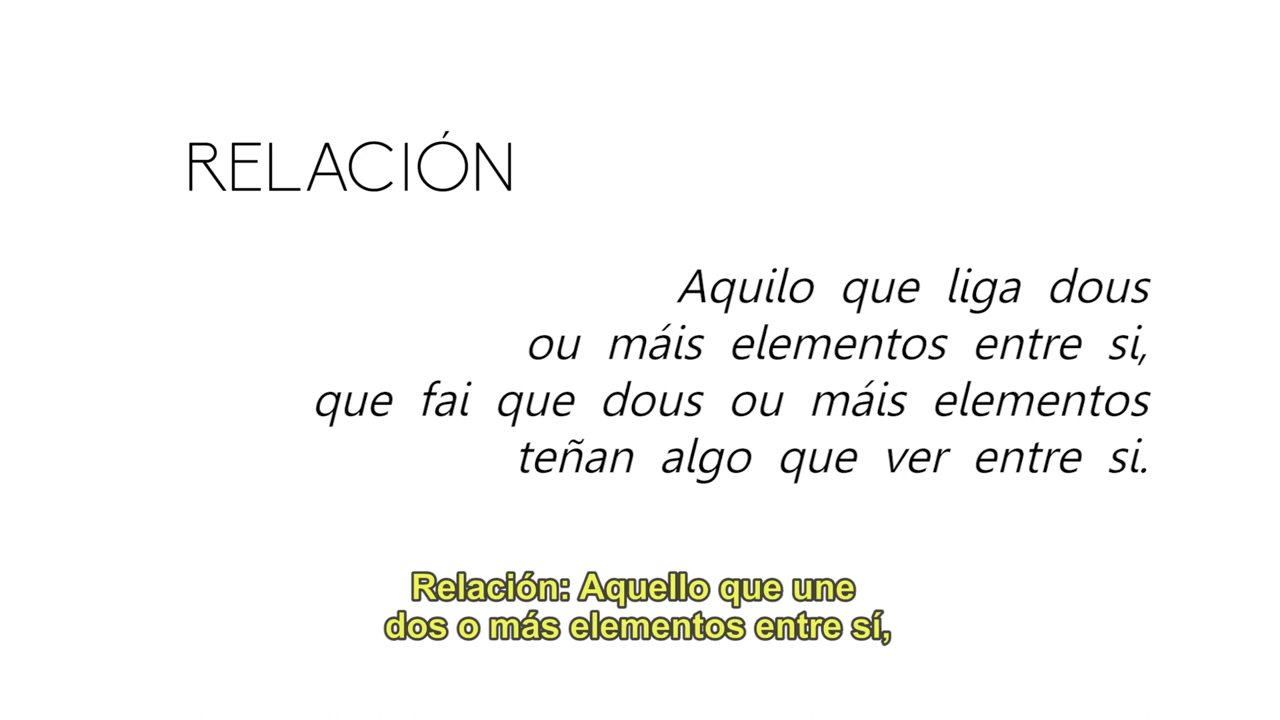 RELACIÓN
Aquilo que liga dous
ou máis elementos entre si,
que fai que dous ou máis elementos
teñan algo que ver entre si.
Relación: Aquello que une
dos o más elementos entre sí,